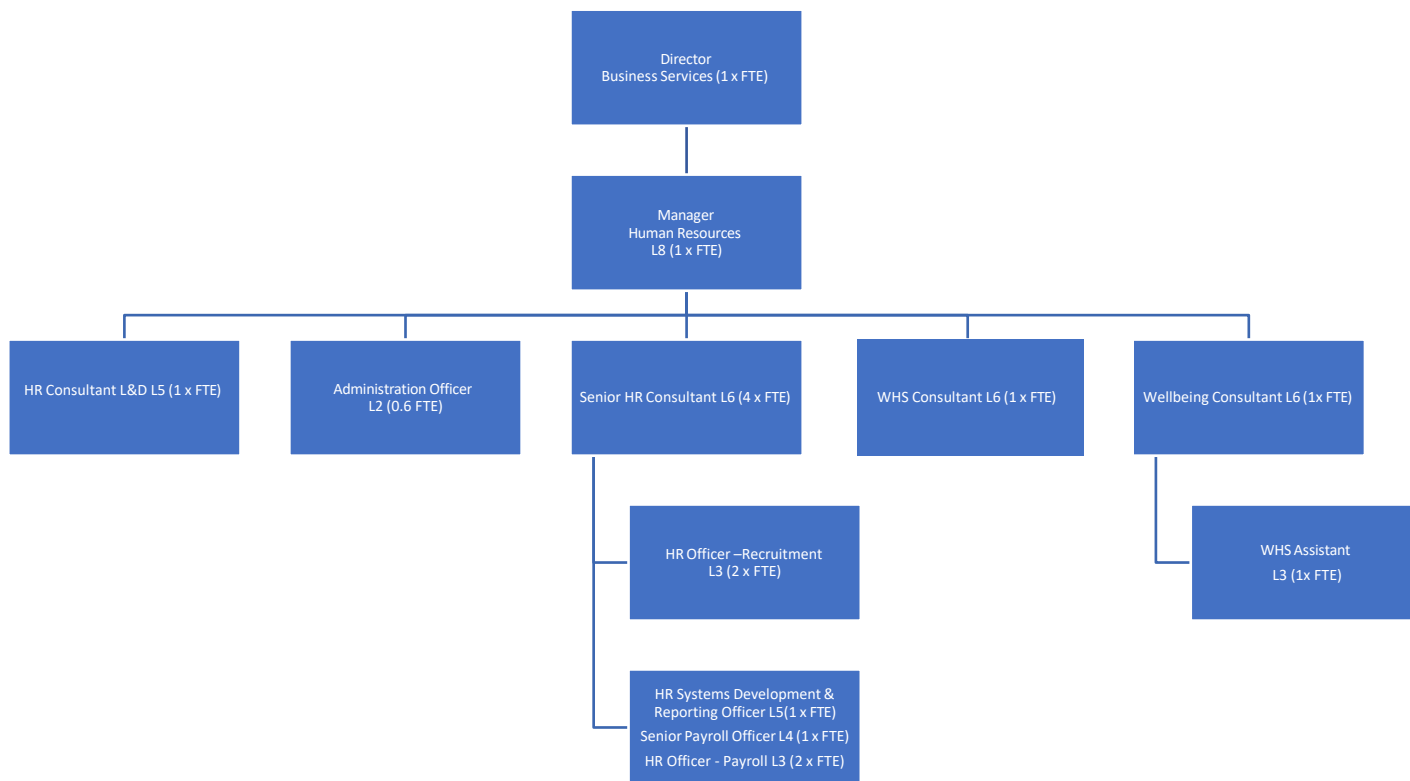 Director
Business Services (1 x FTE)
Manager
Human Resources
L8 (1 x FTE)
HR Consultant L&D L5 (1 x FTE)
Administration Officer
L2 (0.6 FTE)
Senior HR Consultant L6 (4 x FTE)
WHS Consultant L6 (1 x FTE)
Wellbeing Consultant L6 (1x FTE)
HR Officer –Recruitment
L3 (2 x FTE)
WHS Assistant
L3 (1x FTE)
HR Systems Development &
Reporting Officer L5(1 x FTE)
Senior Payroll Officer L4 (1 x FTE)
HR Officer - Payroll L3 (2 x FTE)